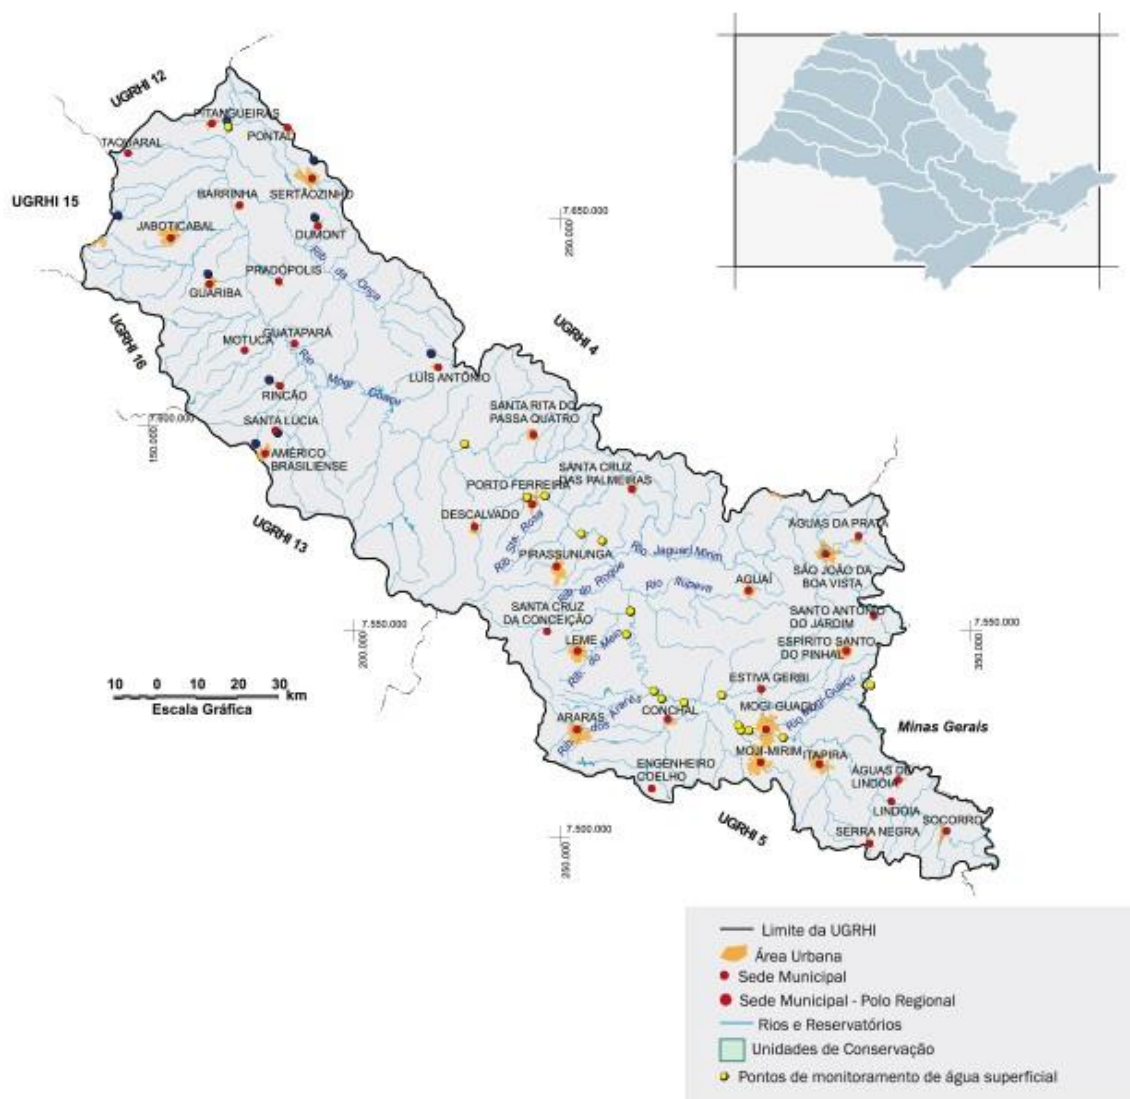 UGRHI 12
PITANGUEIRAS
PONTAL
TAQUARAL
SERTÃOZINHO
BARRINHA
UGRHI 15
JABOTICABAL
DUMONT
7.650.000
250.000
Rib. da Onça
PRADÓPOLIS
GUARIBA
UGRHI 16
UGRHI 4
MOTUCA
GUATAPARÁ
Rio Mogi Guaçu
LUÍS ANTÔNIO
RINCÃO
SANTA RITA DO
PASSA QUATRO
7.600.000
150.000
SANTA LÚCIA
AMÉRICO
BRASILIENSE
SANTA CRUZ
DAS PALMEIRAS
PORTO FERREIRA
DESCALVADO
UGRHI 13
Rib. Sta. Rosa
ÁGUAS DA PRATA
PIRASSUNUNGA
Rio Jaguari Mirim
SÃO JOÃO DA
BOA VISTA
Rib. do Roque
Rio Itupeva
AGUAÍ
SANTA CRUZ
DA CONCEIÇÃO
SANTO ANTONIO
DO JARDIM
7.550.000
200.000
7.550.000
350.000
LEME
Rib. do Meio
ESPÍRITO SANTO
DO PINHAL
10 0 10 20 30 km
Escala Gráfica
ESTIVA GERBI
Rib. dos Araras
CONCHAL
MOGI-GUAÇU
Rio Mogi-Guaçu
Minas Gerais
ARARAS
MOJI-MIRIM
ITAPIRA
ENGENHEIRO
COELHO
ÁGUAS DE
LINDÓIA
LINDÓIA
SOCORRO
SERRA NEGRA
UGRHI 5
7.500.000
250.000
Limite da UGRHI
Área Urbana
Sede Municipal
Sede Municipal - Polo Regional
Rios e Reservatórios
Unidades de Conservação
Pontos de monitoramento de água superficial